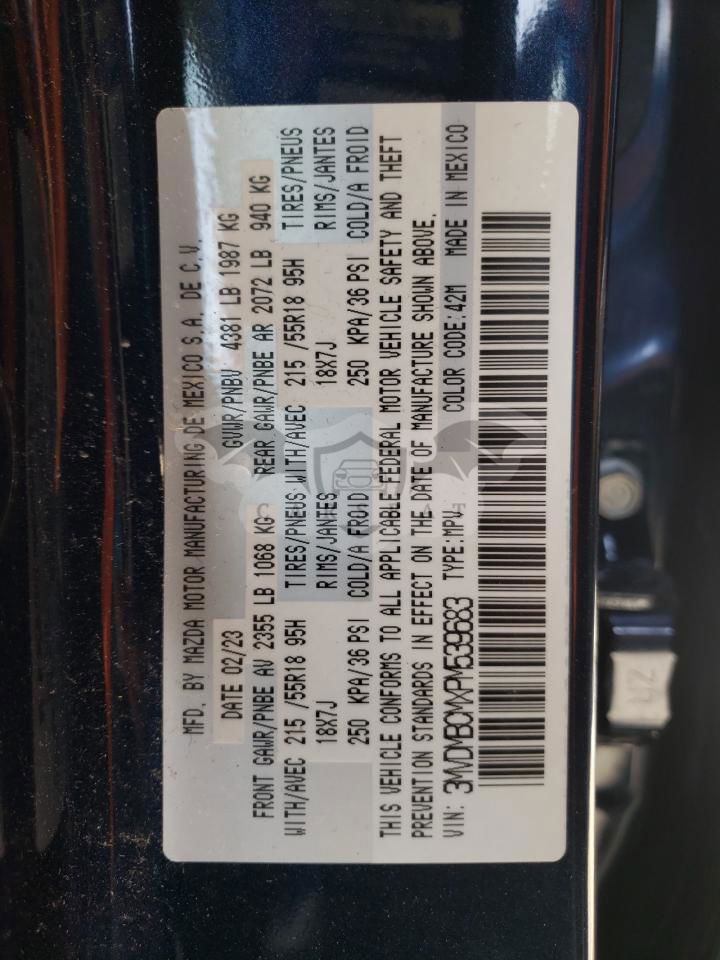 MFD. BY MAZDA MOTOR MANUFACTURING DE MEXICO S.A. DE C.V.
DATE 02/23 GVWR/PNBV 4381 LB 1987 KG
FRONT GAWR/PNBE AV 2355 LB 1068 KG REAR GAWR/PNBE AR 2072 LB 940 KG
WITH/AVEC 215 /55R18 95H TIRES/PNEUS WITH/AVEC 215 /55R18 95H TIRES/PNEUS
18X7J RIMS/JANTES 18X7J RIMS/JANTES
250 KPA/36 PSI COLD/A FROID 250 KPA/36 PSI COLD/A FROID
THIS VEHICLE CONFORMS TO ALL APPLICABLE FEDERAL MOTOR VEHICLE SAFETY AND THEFT
PREVENTION STANDARDS IN EFFECT ON THE DATE OF MANUFACTURE SHOWN ABOVE.
VIN: 3MVDMBCMXPM539683 TYPE:MPV COLOR CODE:42M MADE IN MEXICO